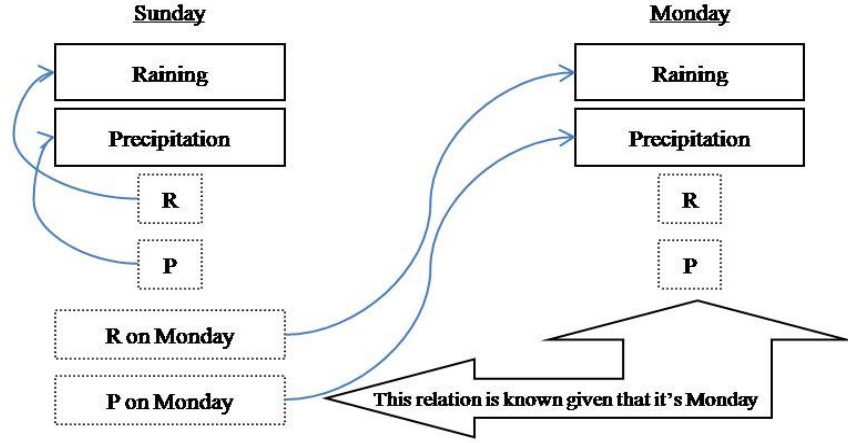 Sunday
Monday
Raining
Raining
Precipitation
Precipitation
R
R
P
P
R on Monday
P on Monday
This relation is known given that it's Monday